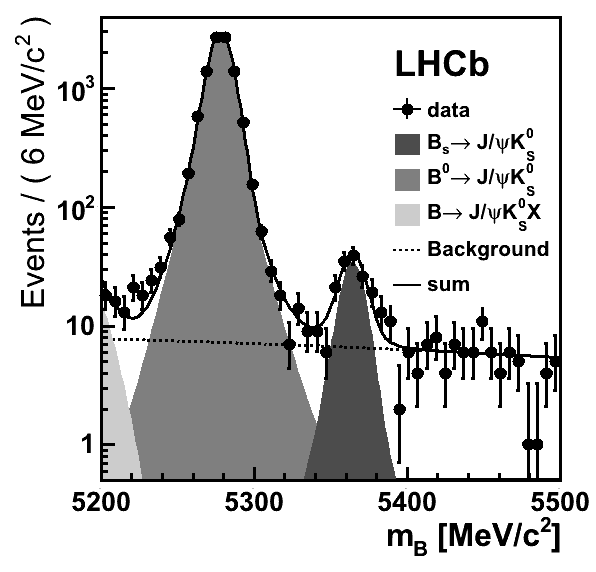 Events / ( 6 MeV/c²)
10³
10²
10
1
LHCb
data
Bₛ→ J/ψK⁰S
B⁰→ J/ψK⁰S
B→ J/ψK⁰SX
Background
sum
5200 5300 5400 5500
mB [MeV/c²]